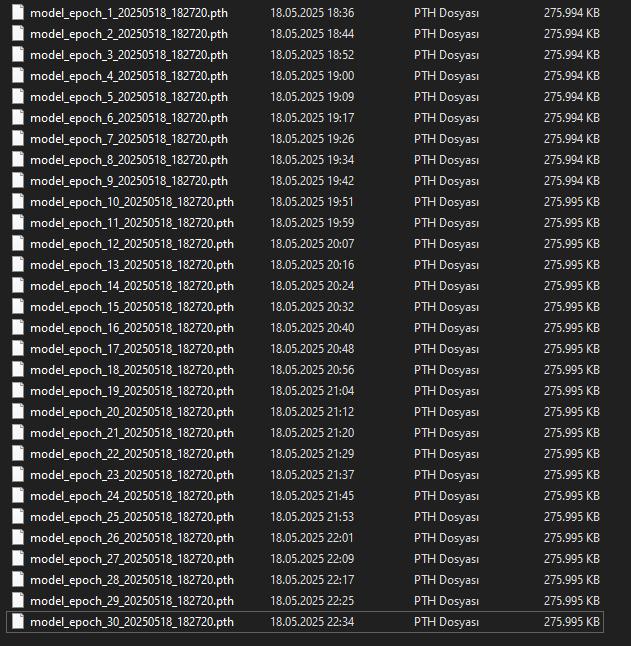 model_epoch_1_20250518_182720.pth 18.05.2025 18:36 PTH Dosyası 275.994 KB
model_epoch_2_20250518_182720.pth 18.05.2025 18:44 PTH Dosyası 275.994 KB
model_epoch_3_20250518_182720.pth 18.05.2025 18:52 PTH Dosyası 275.994 KB
model_epoch_4_20250518_182720.pth 18.05.2025 19:00 PTH Dosyası 275.994 KB
model_epoch_5_20250518_182720.pth 18.05.2025 19:09 PTH Dosyası 275.994 KB
model_epoch_6_20250518_182720.pth 18.05.2025 19:17 PTH Dosyası 275.994 KB
model_epoch_7_20250518_182720.pth 18.05.2025 19:26 PTH Dosyası 275.994 KB
model_epoch_8_20250518_182720.pth 18.05.2025 19:34 PTH Dosyası 275.994 KB
model_epoch_9_20250518_182720.pth 18.05.2025 19:42 PTH Dosyası 275.994 KB
model_epoch_10_20250518_182720.pth 18.05.2025 19:51 PTH Dosyası 275.995 KB
model_epoch_11_20250518_182720.pth 18.05.2025 19:59 PTH Dosyası 275.995 KB
model_epoch_12_20250518_182720.pth 18.05.2025 20:07 PTH Dosyası 275.995 KB
model_epoch_13_20250518_182720.pth 18.05.2025 20:16 PTH Dosyası 275.995 KB
model_epoch_14_20250518_182720.pth 18.05.2025 20:24 PTH Dosyası 275.995 KB
model_epoch_15_20250518_182720.pth 18.05.2025 20:32 PTH Dosyası 275.995 KB
model_epoch_16_20250518_182720.pth 18.05.2025 20:40 PTH Dosyası 275.995 KB
model_epoch_17_20250518_182720.pth 18.05.2025 20:48 PTH Dosyası 275.995 KB
model_epoch_18_20250518_182720.pth 18.05.2025 20:56 PTH Dosyası 275.995 KB
model_epoch_19_20250518_182720.pth 18.05.2025 21:04 PTH Dosyası 275.995 KB
model_epoch_20_20250518_182720.pth 18.05.2025 21:12 PTH Dosyası 275.995 KB
model_epoch_21_20250518_182720.pth 18.05.2025 21:20 PTH Dosyası 275.995 KB
model_epoch_22_20250518_182720.pth 18.05.2025 21:29 PTH Dosyası 275.995 KB
model_epoch_23_20250518_182720.pth 18.05.2025 21:37 PTH Dosyası 275.995 KB
model_epoch_24_20250518_182720.pth 18.05.2025 21:45 PTH Dosyası 275.995 KB
model_epoch_25_20250518_182720.pth 18.05.2025 21:53 PTH Dosyası 275.995 KB
model_epoch_26_20250518_182720.pth 18.05.2025 22:01 PTH Dosyası 275.995 KB
model_epoch_27_20250518_182720.pth 18.05.2025 22:09 PTH Dosyası 275.995 KB
model_epoch_28_20250518_182720.pth 18.05.2025 22:17 PTH Dosyası 275.995 KB
model_epoch_29_20250518_182720.pth 18.05.2025 22:25 PTH Dosyası 275.995 KB
model_epoch_30_20250518_182720.pth 18.05.2025 22:34 PTH Dosyası 275.995 KB